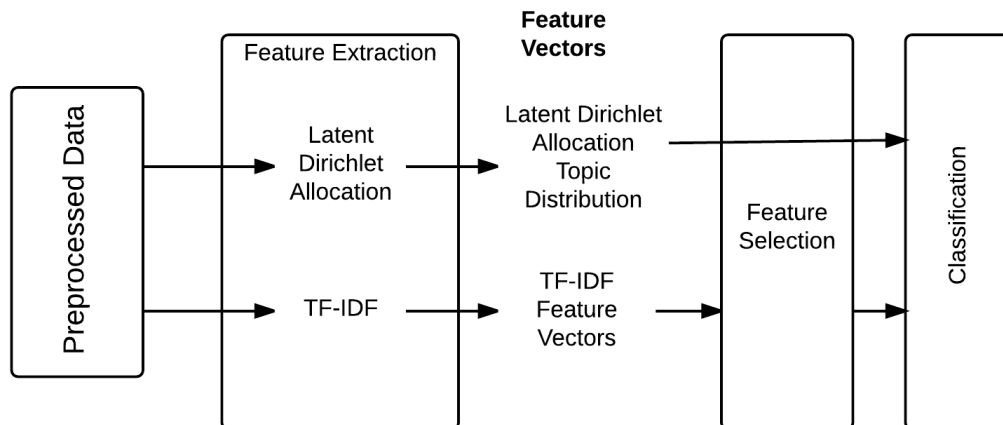 Preprocessed Data
Feature Extraction
Latent
Dirichlet
Allocation
TF-IDF
Feature
Vectors
Latent Dirichlet
Allocation
Topic
Distribution
TF-IDF
Feature
Vectors
Feature
Selection
Classification